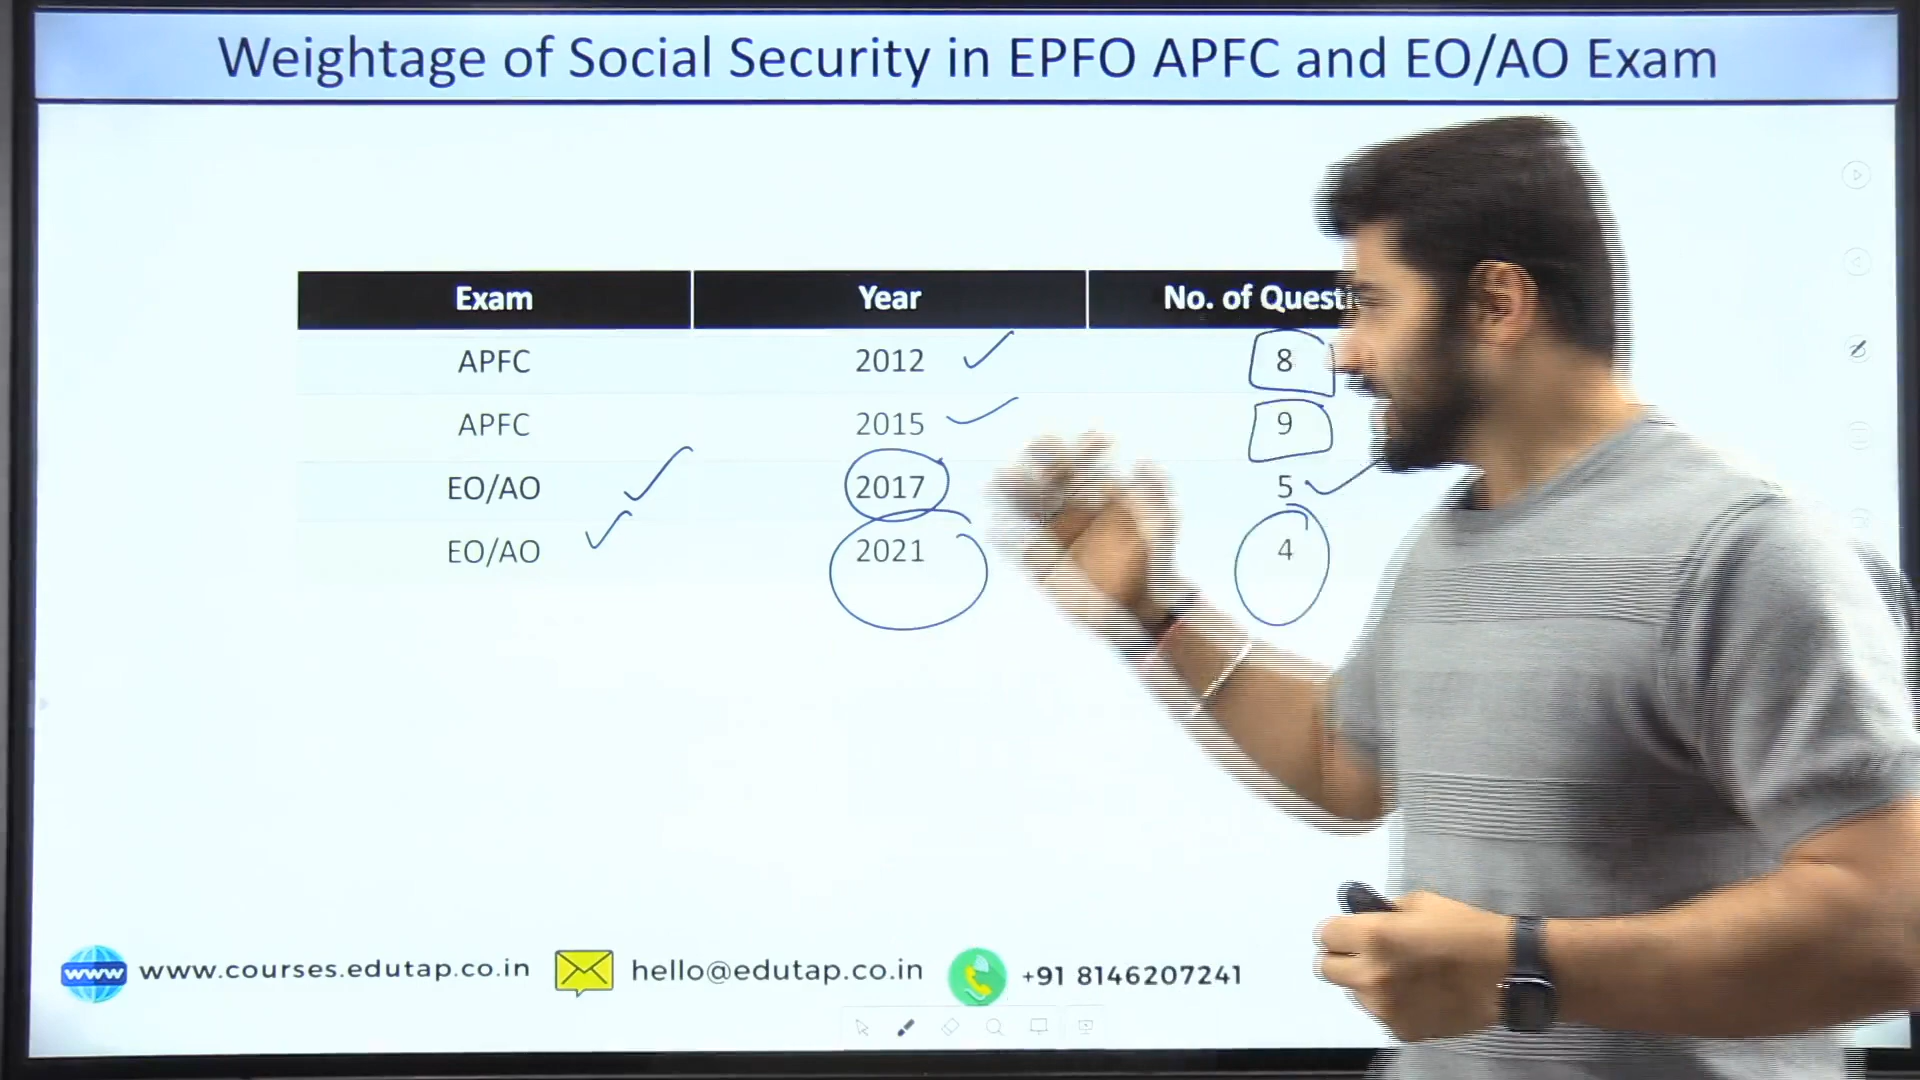 Weightage of Social Security in EPFO APFC and EO/AO Exam
Exam Year No. of
APFC 2012 8
APFC 2015 9
EO/AO 2017 5
EO/AO 2021 4
www www.courses.edutap.co.in hello@edutap.co.in +91 8146207241